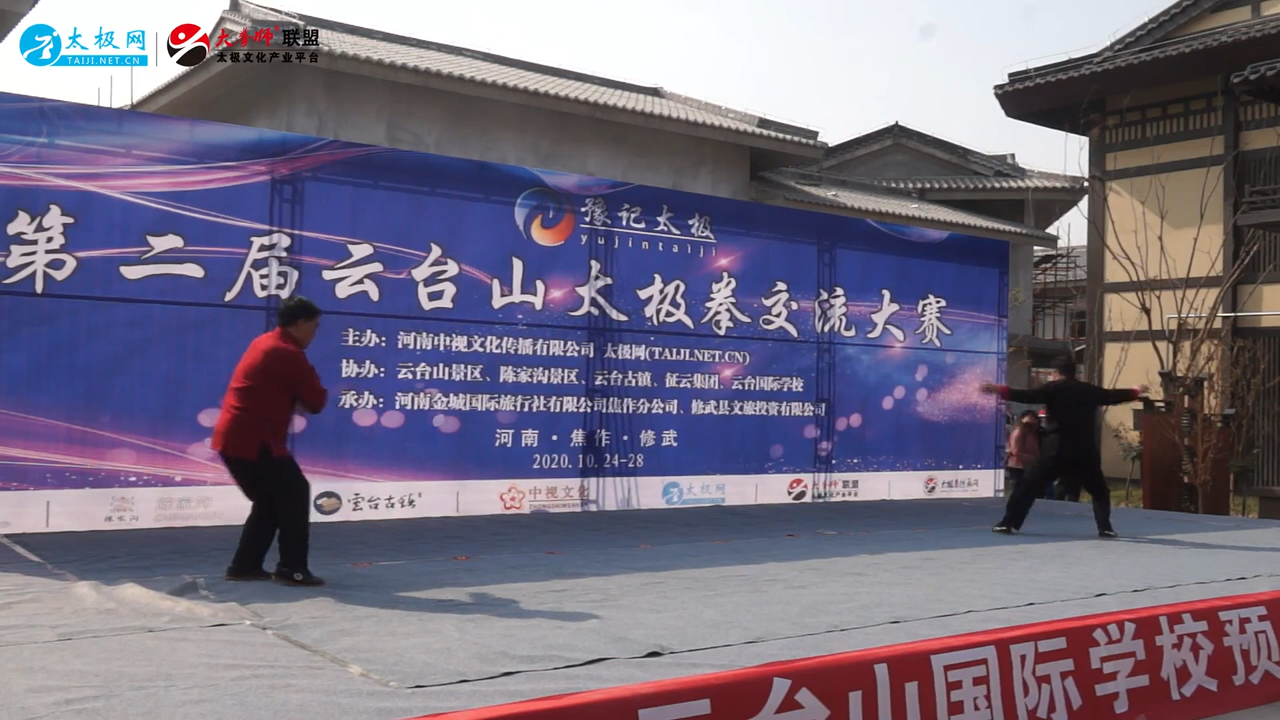 太极网
TAIJI.NET.CN
大拿师联盟
太极文化产业平台
豫记太极
yujintaiji
第二届云台山太极拳交流大赛
主办：河南中视文化传播有限公司 太极网(TAIJI.NET.CN)
协办：云台山景区、陈家沟景区、云台古镇、征云集团、云台国际学校
承办：河南金城国际旅行社有限公司焦作分公司、修武县文旅投资有限公司
河南·焦作·修武
2020.10.24-28
雲台古镇
中视文化
太极网
云台山国际学校预